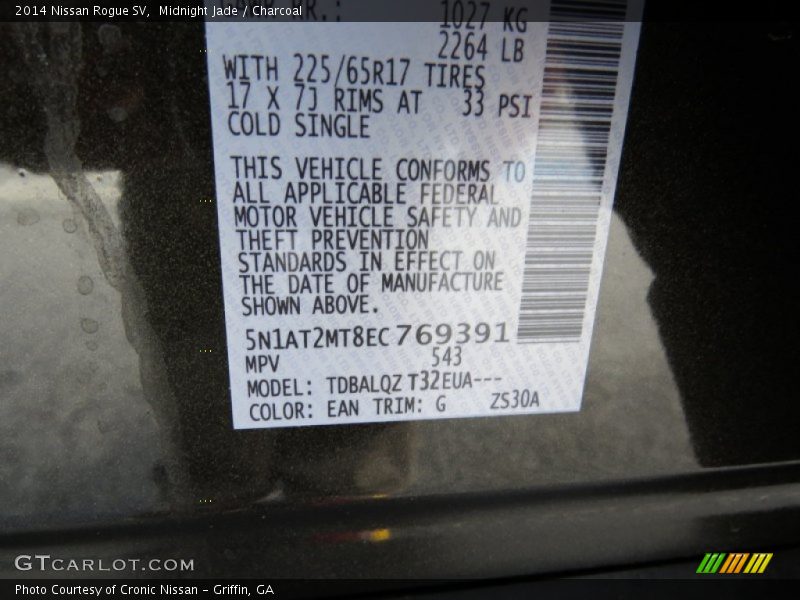 2014 Nissan Rogue SV, Midnight Jade / Charcoal
1027 KG
2264 LB
WITH 225/65R17 TIRES
17 X 7J RIMS AT 33 PSI
COLD SINGLE
THIS VEHICLE CONFORMS TO
ALL APPLICABLE FEDERAL
MOTOR VEHICLE SAFETY AND
THEFT PREVENTION
STANDARDS IN EFFECT ON
THE DATE OF MANUFACTURE
SHOWN ABOVE.
5N1AT2MT8EC769391
MPV 543
MODEL: TDBALQZ T32EUA---
COLOR: EAN TRIM: G ZS30A
GTCARLOT.COM
Photo Courtesy of Cronic Nissan - Griffin, GA